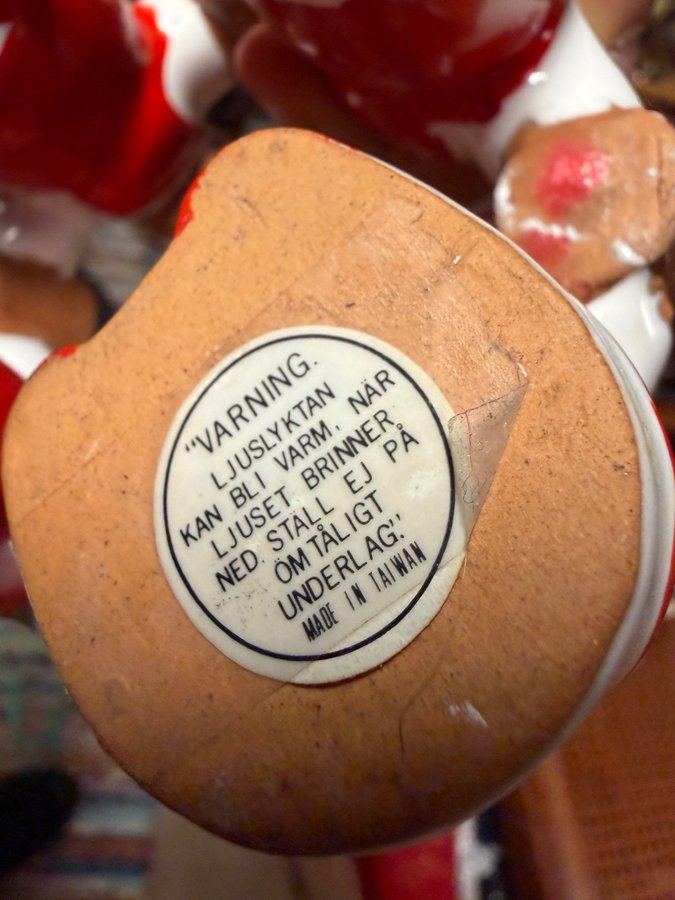 "VARNING.
LJUSLYKTAN
KAN BLI VARM, NÄR
LJUSET BRINNER
NED. STÄLL EJ PÅ
ÖMTÅLIGT
UNDERLAG."
MADE IN TAIWAN